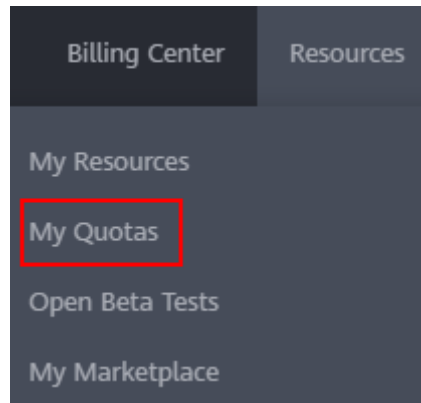 Billing Center Resources
My Resources
My Quotas
Open Beta Tests
My Marketplace